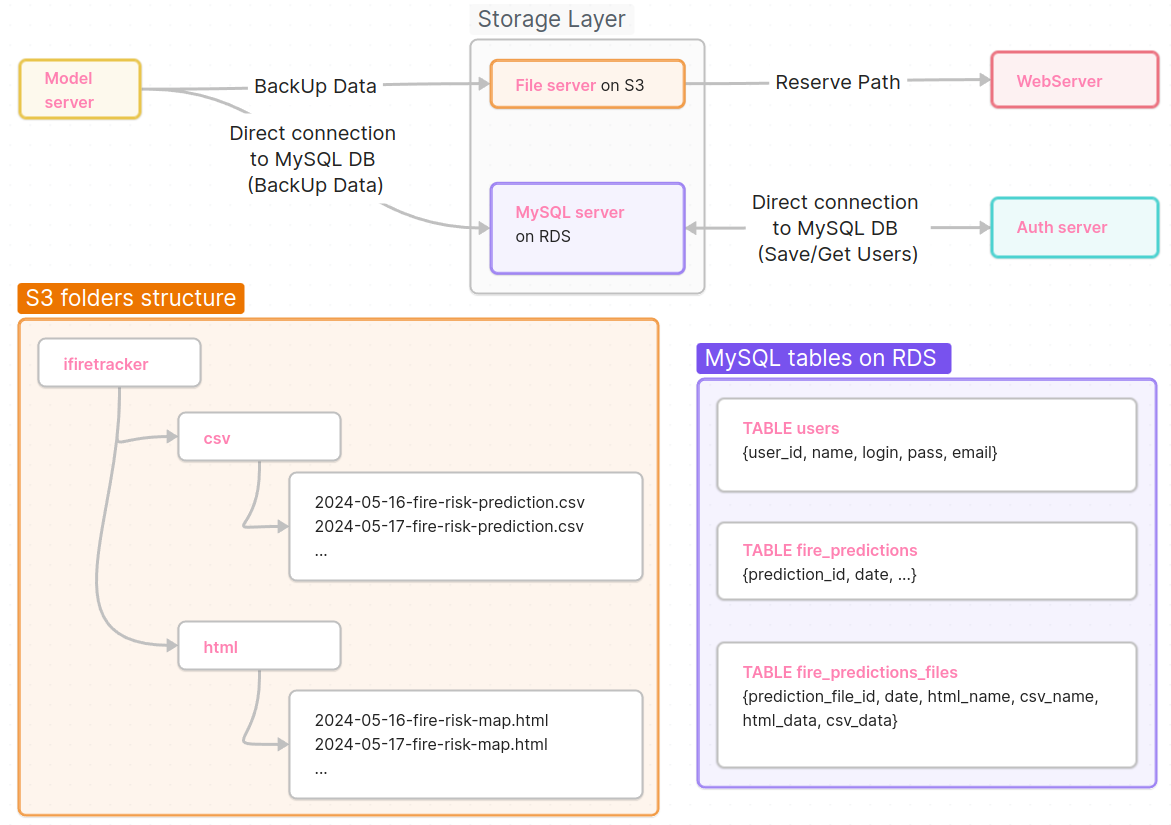 Storage Layer
Model
server
BackUp Data
File server on S3
Reserve Path
WebServer
Direct connection
to MySQL DB
(BackUp Data)
MySQL server
on RDS
Direct connection
to MySQL DB
(Save/Get Users)
Auth server
S3 folders structure
ifiretracker
csv
2024-05-16-fire-risk-prediction.csv
2024-05-17-fire-risk-prediction.csv
...
html
2024-05-16-fire-risk-map.html
2024-05-17-fire-risk-map.html
...
MySQL tables on RDS
TABLE users
{user_id, name, login, pass, email}
TABLE fire_predictions
{prediction_id, date, ...}
TABLE fire_predictions_files
{prediction_file_id, date, html_name, csv_name,
html_data, csv_data}